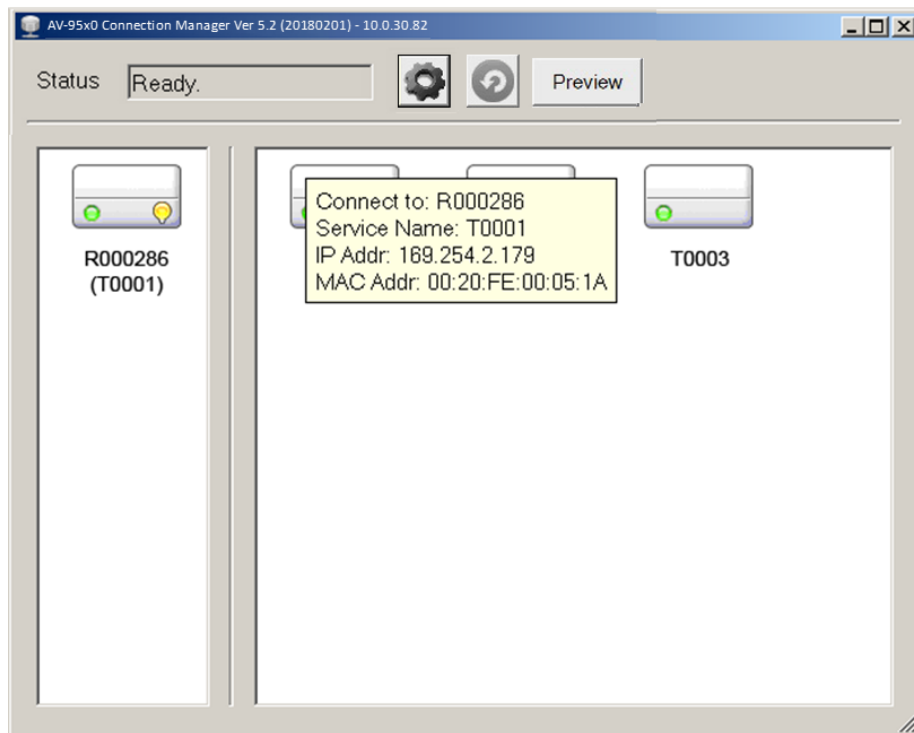 AV-95x0 Connection Manager Ver 5.2 (20180201) - 10.0.30.82
Status
Ready.
Preview
R000286
(T0001)
Connect to: R000286
Service Name: T0001
IP Addr: 169.254.2.179
MAC Addr: 00:20:FE:00:05:1A
T0003